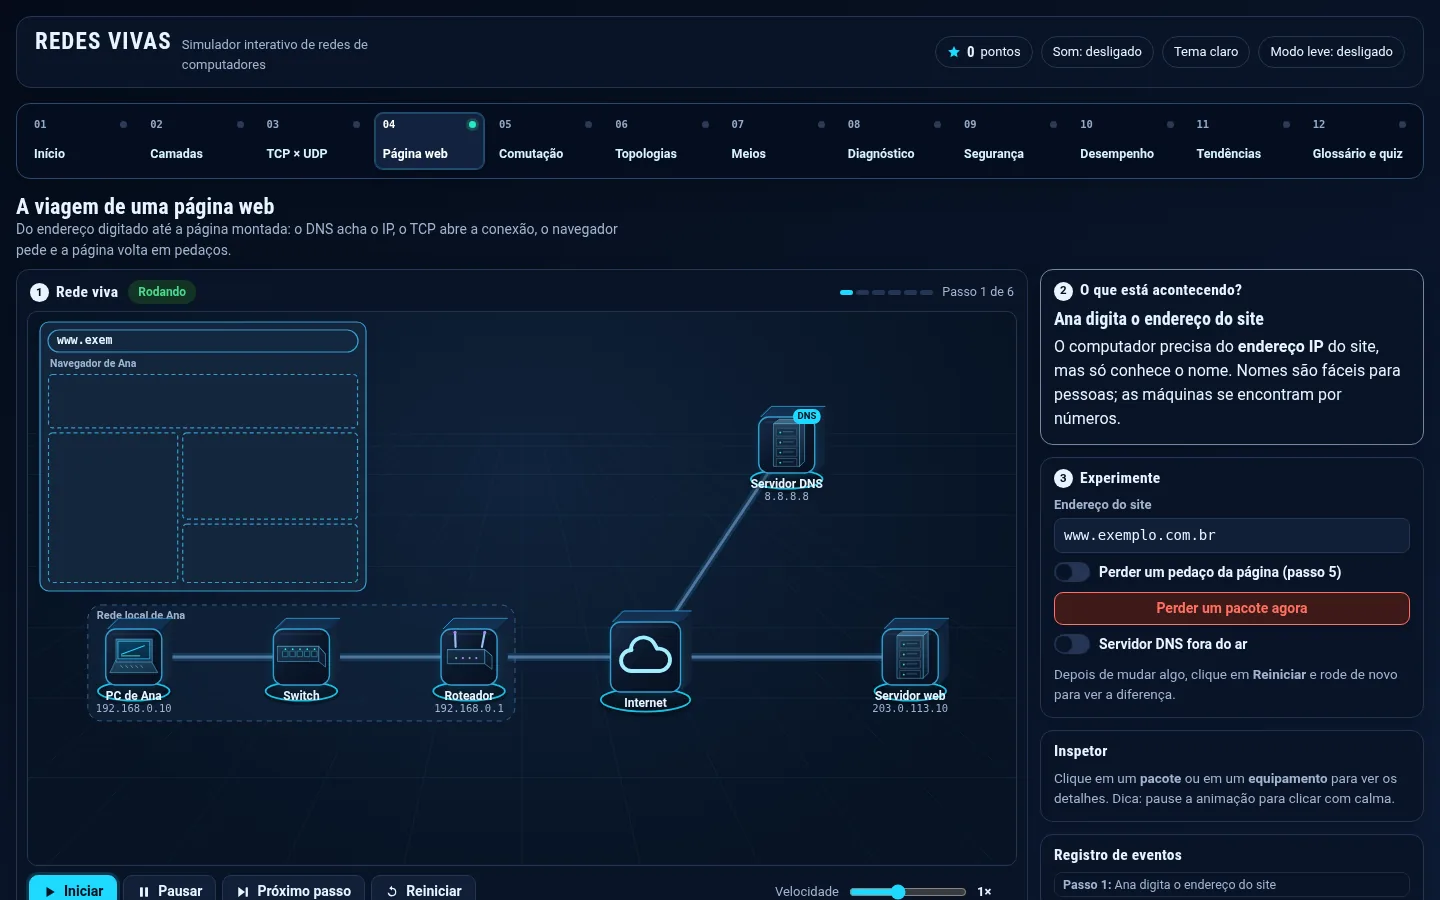 REDES VIVAS
Simulador interativo de redes de
computadores
0 pontos
Som: desligado
Tema claro
Modo leve: desligado
01
Início
02
Camadas
03
TCP × UDP
04
Página web
05
Comutação
06
Topologias
07
Meios
08
Diagnóstico
09
Segurança
10
Desempenho
11
Tendências
12
Glossário e quiz
A viagem de uma página web
Do endereço digitado até a página montada: o DNS acha o IP, o TCP abre a conexão, o navegador
pede e a página volta em pedaços.
1 Rede viva
Rodando
Passo 1 de 6
www.exem
Navegador de Ana
DNS
Servidor DNS
8.8.8.8
Rede local de Ana
PC de Ana
192.168.0.10
Switch
Roteador
192.168.0.1
Internet
Servidor web
203.0.113.10
Iniciar
Pausar
Próximo passo
Reiniciar
Velocidade
1×
2 O que está acontecendo?
Ana digita o endereço do site
O computador precisa do endereço IP do site,
mas só conhece o nome. Nomes são fáceis para
pessoas; as máquinas se encontram por
números.
3 Experimente
Endereço do site
www.exemplo.com.br
Perder um pedaço da página (passo 5)
Perder um pacote agora
Servidor DNS fora do ar
Depois de mudar algo, clique em Reiniciar e rode de novo
para ver a diferença.
Inspetor
Clique em um pacote ou em um equipamento para ver os
detalhes. Dica: pause a animação para clicar com calma.
Registro de eventos
Passo 1: Ana digita o endereço do site